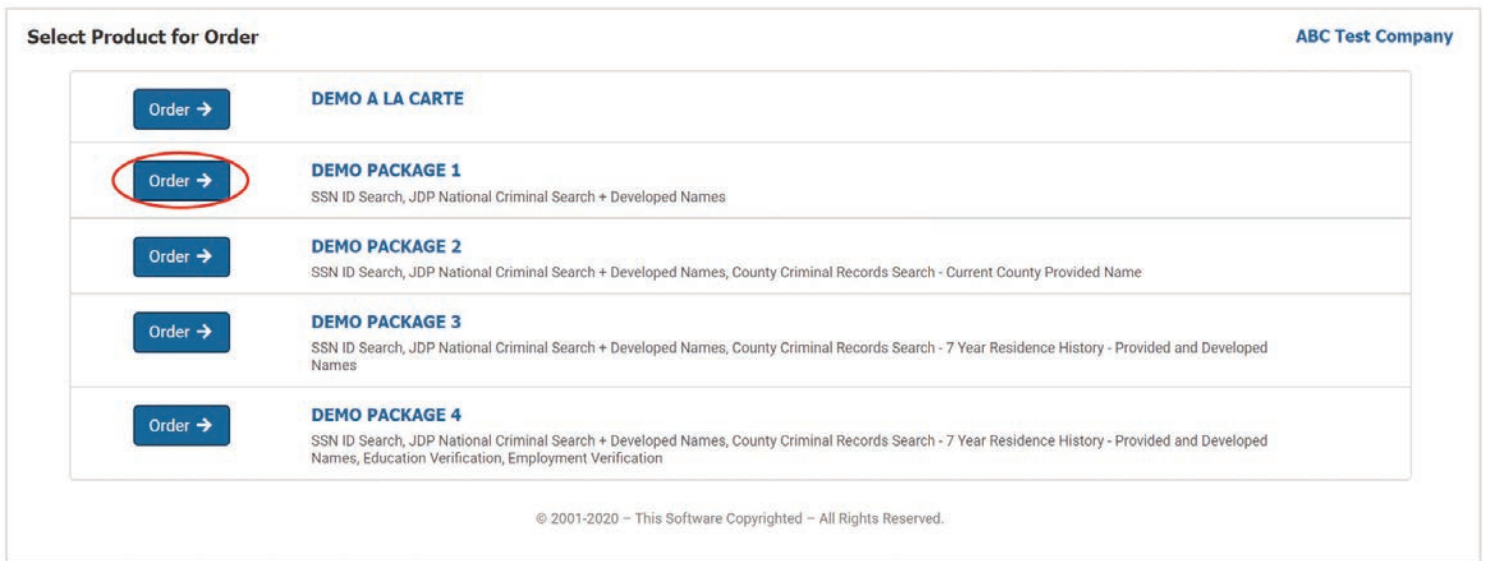 Select Product for Order
ABC Test Company
Order →
DEMO A LA CARTE
Order →
DEMO PACKAGE 1
SSN ID Search, JDP National Criminal Search + Developed Names
Order →
DEMO PACKAGE 2
SSN ID Search, JDP National Criminal Search + Developed Names, County Criminal Records Search - Current County Provided Name
Order →
DEMO PACKAGE 3
SSN ID Search, JDP National Criminal Search + Developed Names, County Criminal Records Search - 7 Year Residence History - Provided and Developed
Names
Order →
DEMO PACKAGE 4
SSN ID Search, JDP National Criminal Search + Developed Names, County Criminal Records Search - 7 Year Residence History - Provided and Developed
Names, Education Verification, Employment Verification
© 2001-2020 – This Software Copyrighted – All Rights Reserved.